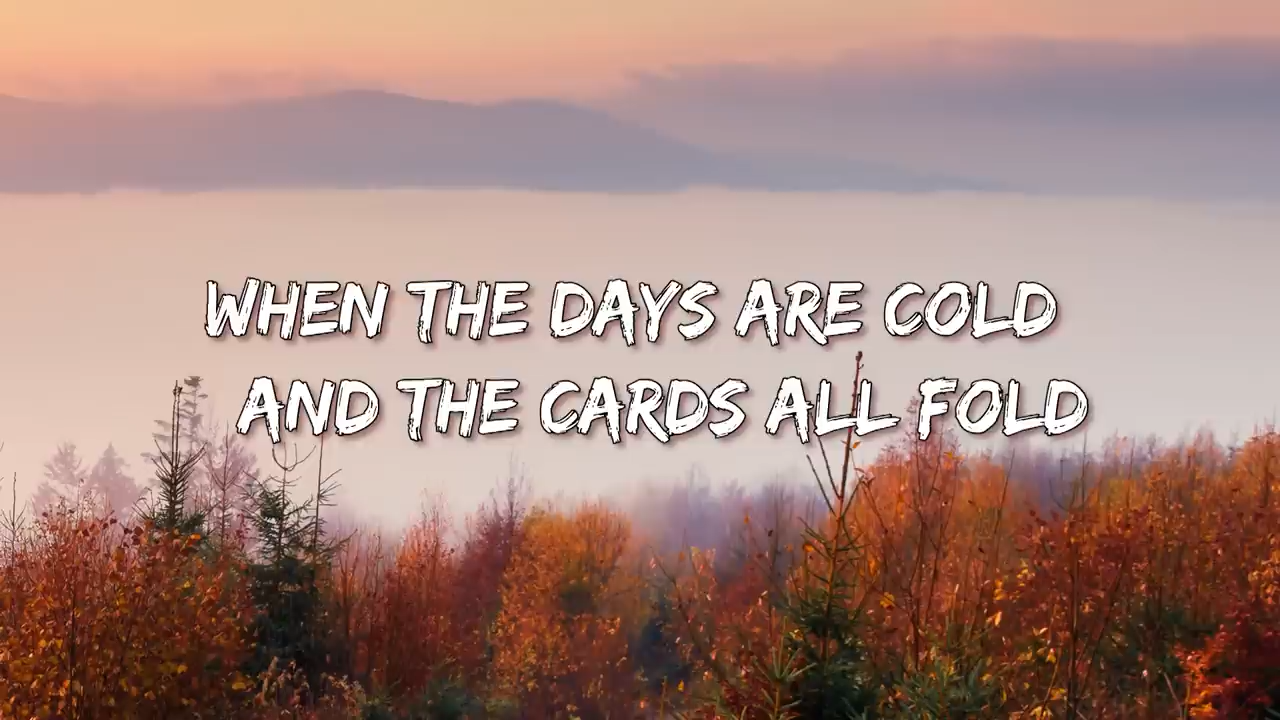 WHEN THE DAYS ARE COLD
AND THE CARDS ALL FOLD